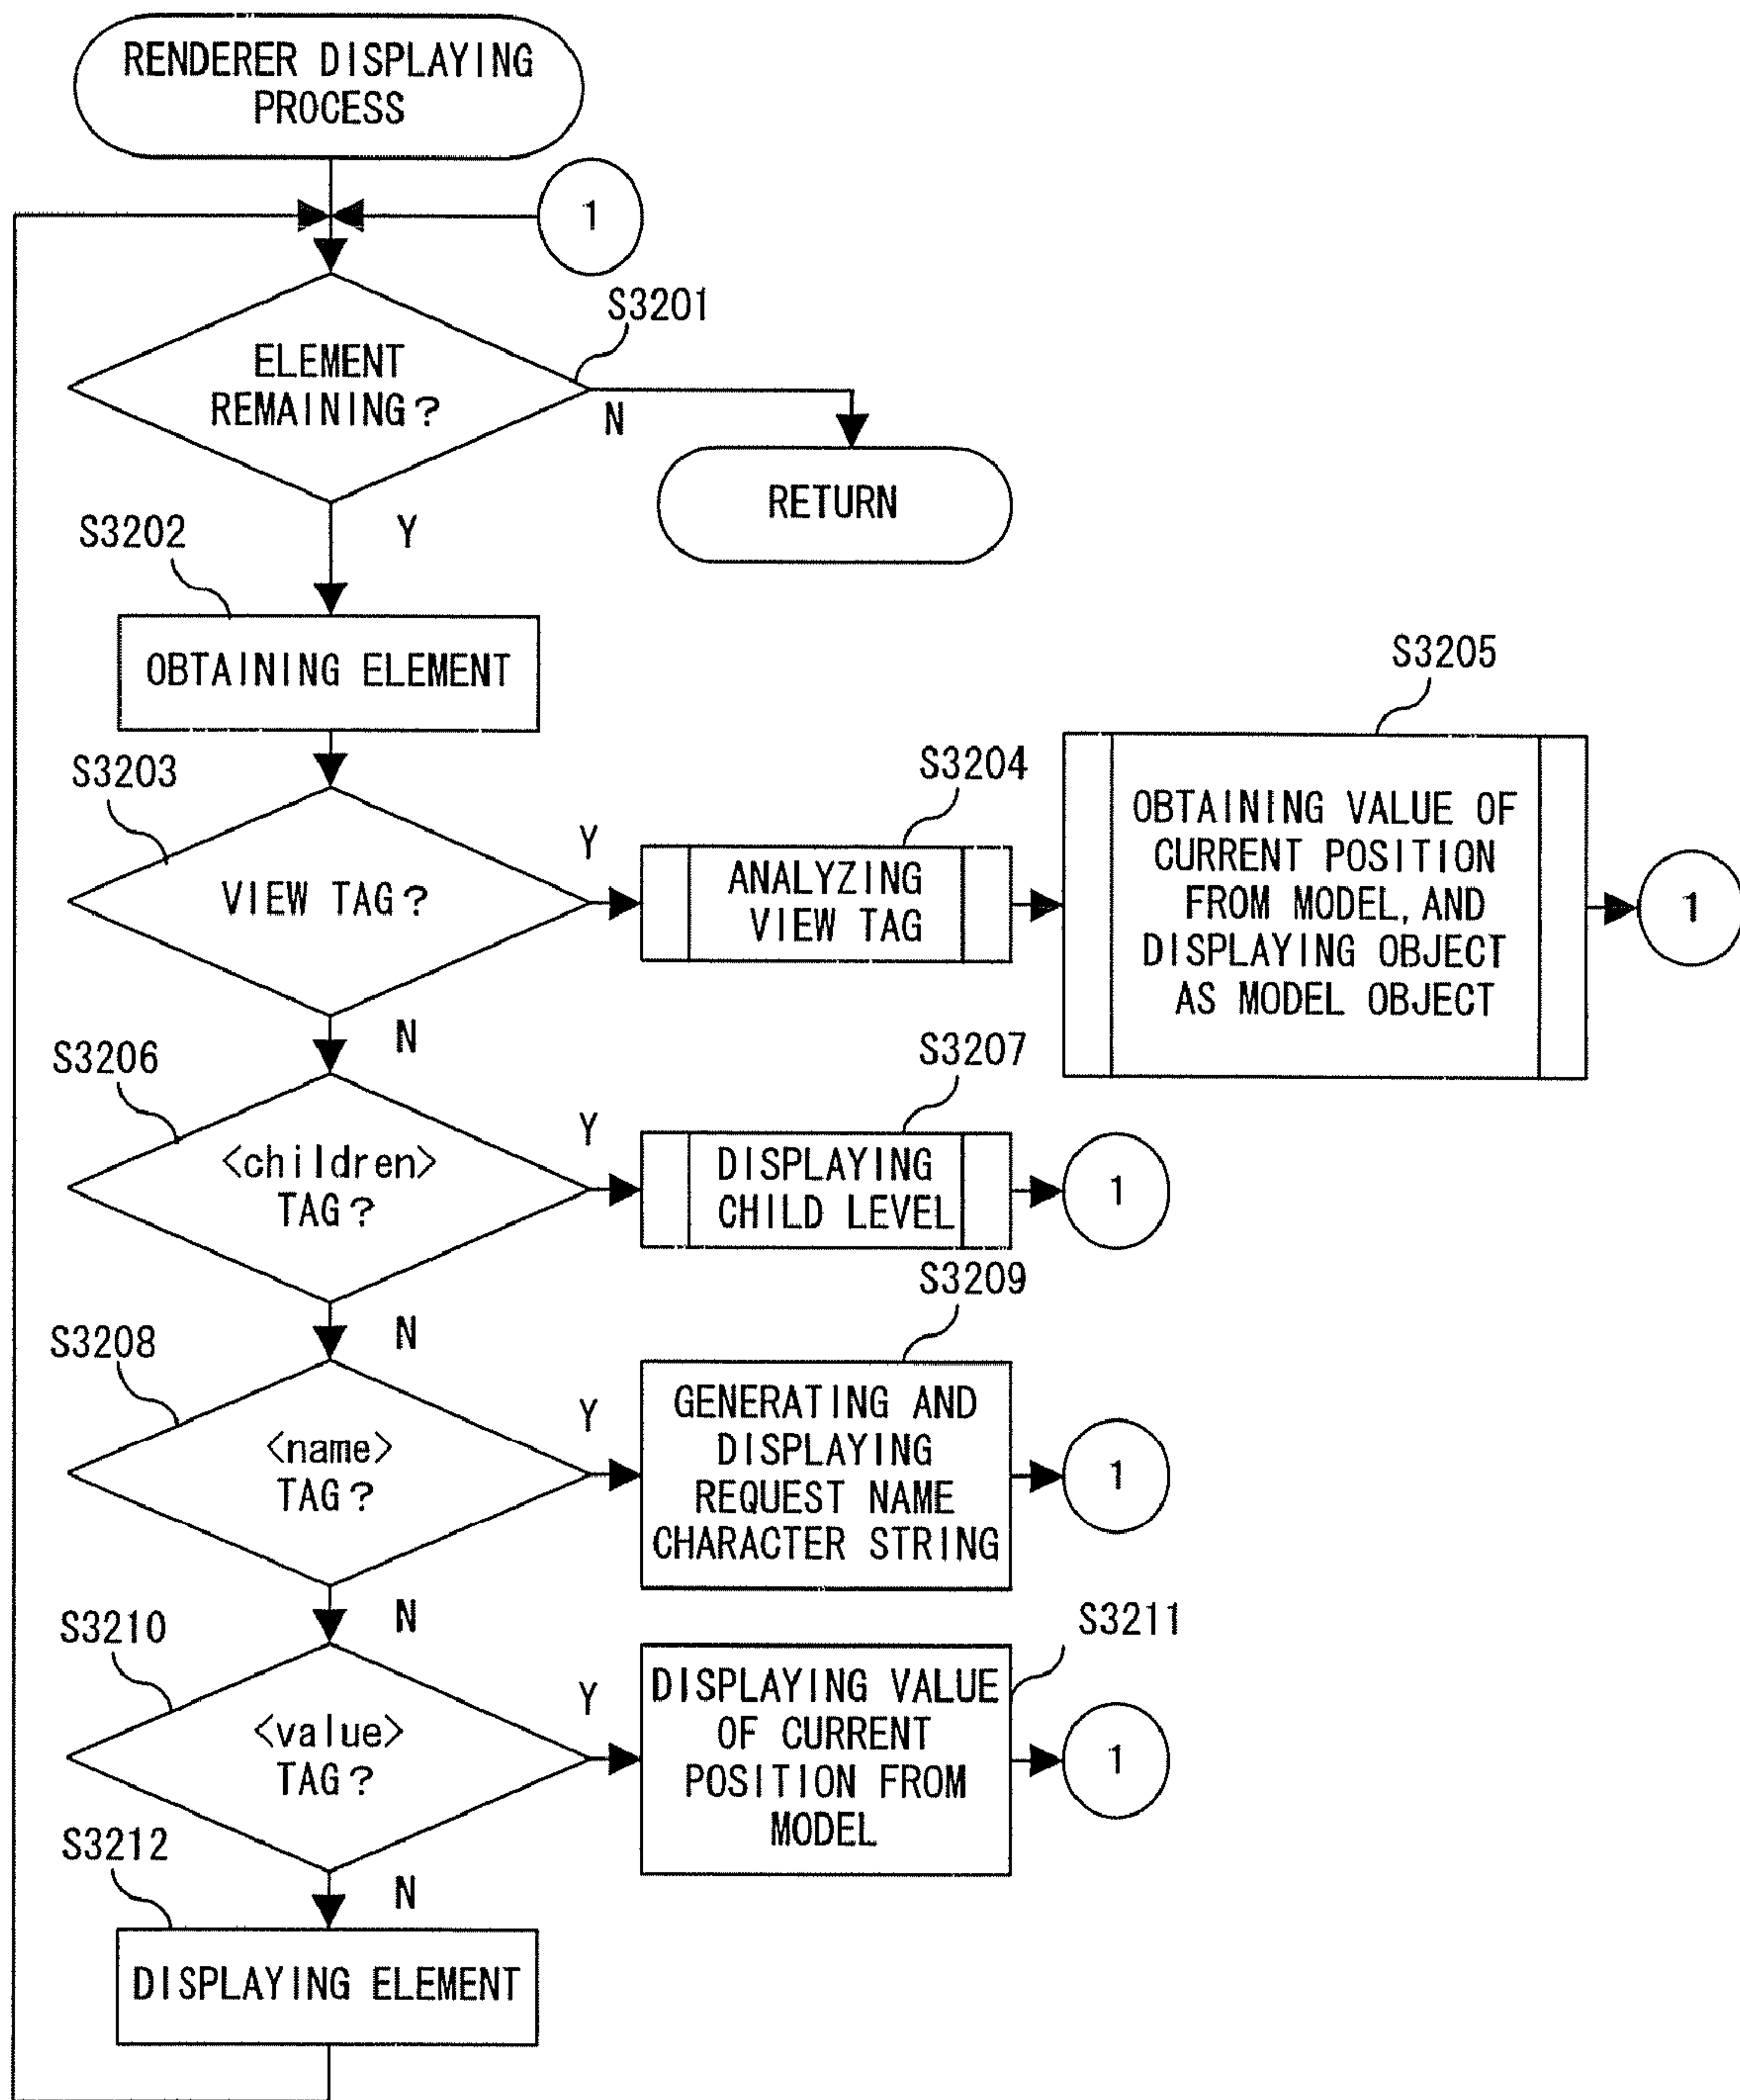 RENDERER DISPLAYING
PROCESS
1
S3201
ELEMENT
REMAINING?
N
RETURN
Y
S3202
OBTAINING ELEMENT
S3203
VIEW TAG?
Y
S3204
ANALYZING
VIEW TAG
S3205
OBTAINING VALUE OF
CURRENT POSITION
FROM MODEL, AND
DISPLAYING OBJECT
AS MODEL OBJECT
1
N
S3206
<children>
TAG?
Y
S3207
DISPLAYING
CHILD LEVEL
1
N
S3208
<name>
TAG?
Y
S3209
GENERATING AND
DISPLAYING
REQUEST NAME
CHARACTER STRING
1
N
S3210
<value>
TAG?
Y
S3211
DISPLAYING VALUE
OF CURRENT
POSITION FROM
MODEL
1
N
S3212
DISPLAYING ELEMENT